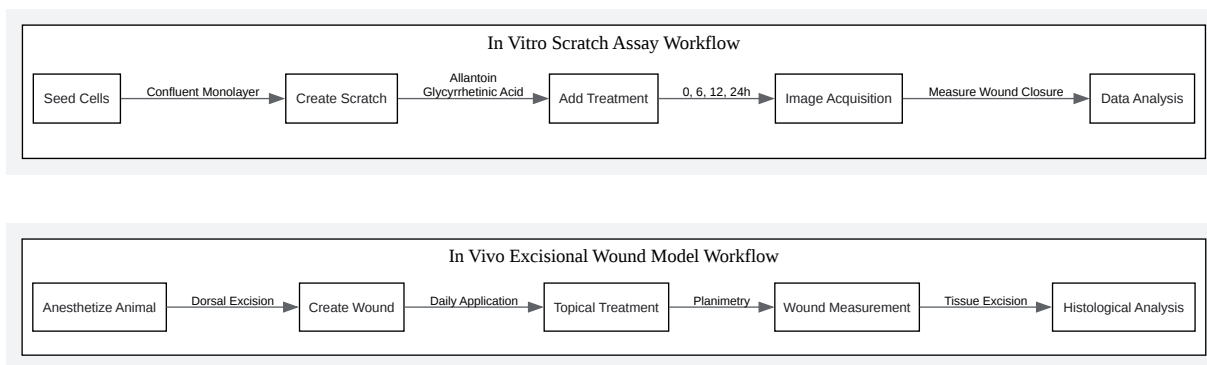 In Vitro Scratch Assay Workflow
Seed Cells
Confluent Monolayer
Create Scratch
Allantoin
Glycyrrhetinic Acid
Add Treatment
0, 6, 12, 24h
Image Acquisition
Measure Wound Closure
Data Analysis
In Vivo Excisional Wound Model Workflow
Anesthetize Animal
Dorsal Excision
Create Wound
Daily Application
Topical Treatment
Planimetry
Wound Measurement
Tissue Excision
Histological Analysis